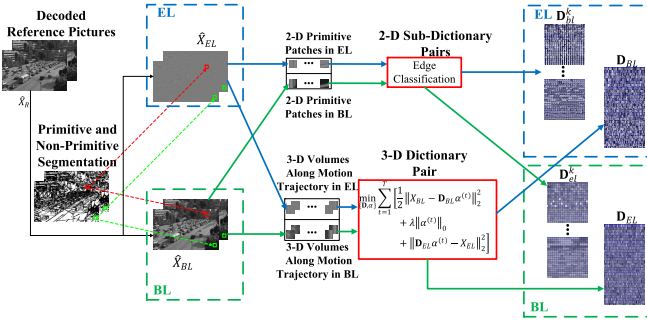 Decoded
Reference Pictures
X̂_R
Primitive and
Non-Primitive
Segmentation
EL
X̂_EL
X̂_BL
BL
2-D Primitive
Patches in EL
2-D Primitive
Patches in BL
3-D Volumes
Along Motion
Trajectory in EL
3-D Volumes
Along Motion
Trajectory in BL
2-D Sub-Dictionary
Pairs
Edge
Classification
3-D Dictionary
Pair
min_{D,α} ∑_{t=1}^{T} [ 1/2 ‖X_BL − D_BL α^(t)‖_2^2
+ λ‖α^(t)‖_0
+ ‖D_EL α^(t) − X_EL‖_2^2 ]
EL
D_bl^k
D_BL
D_el^k
D_EL
BL